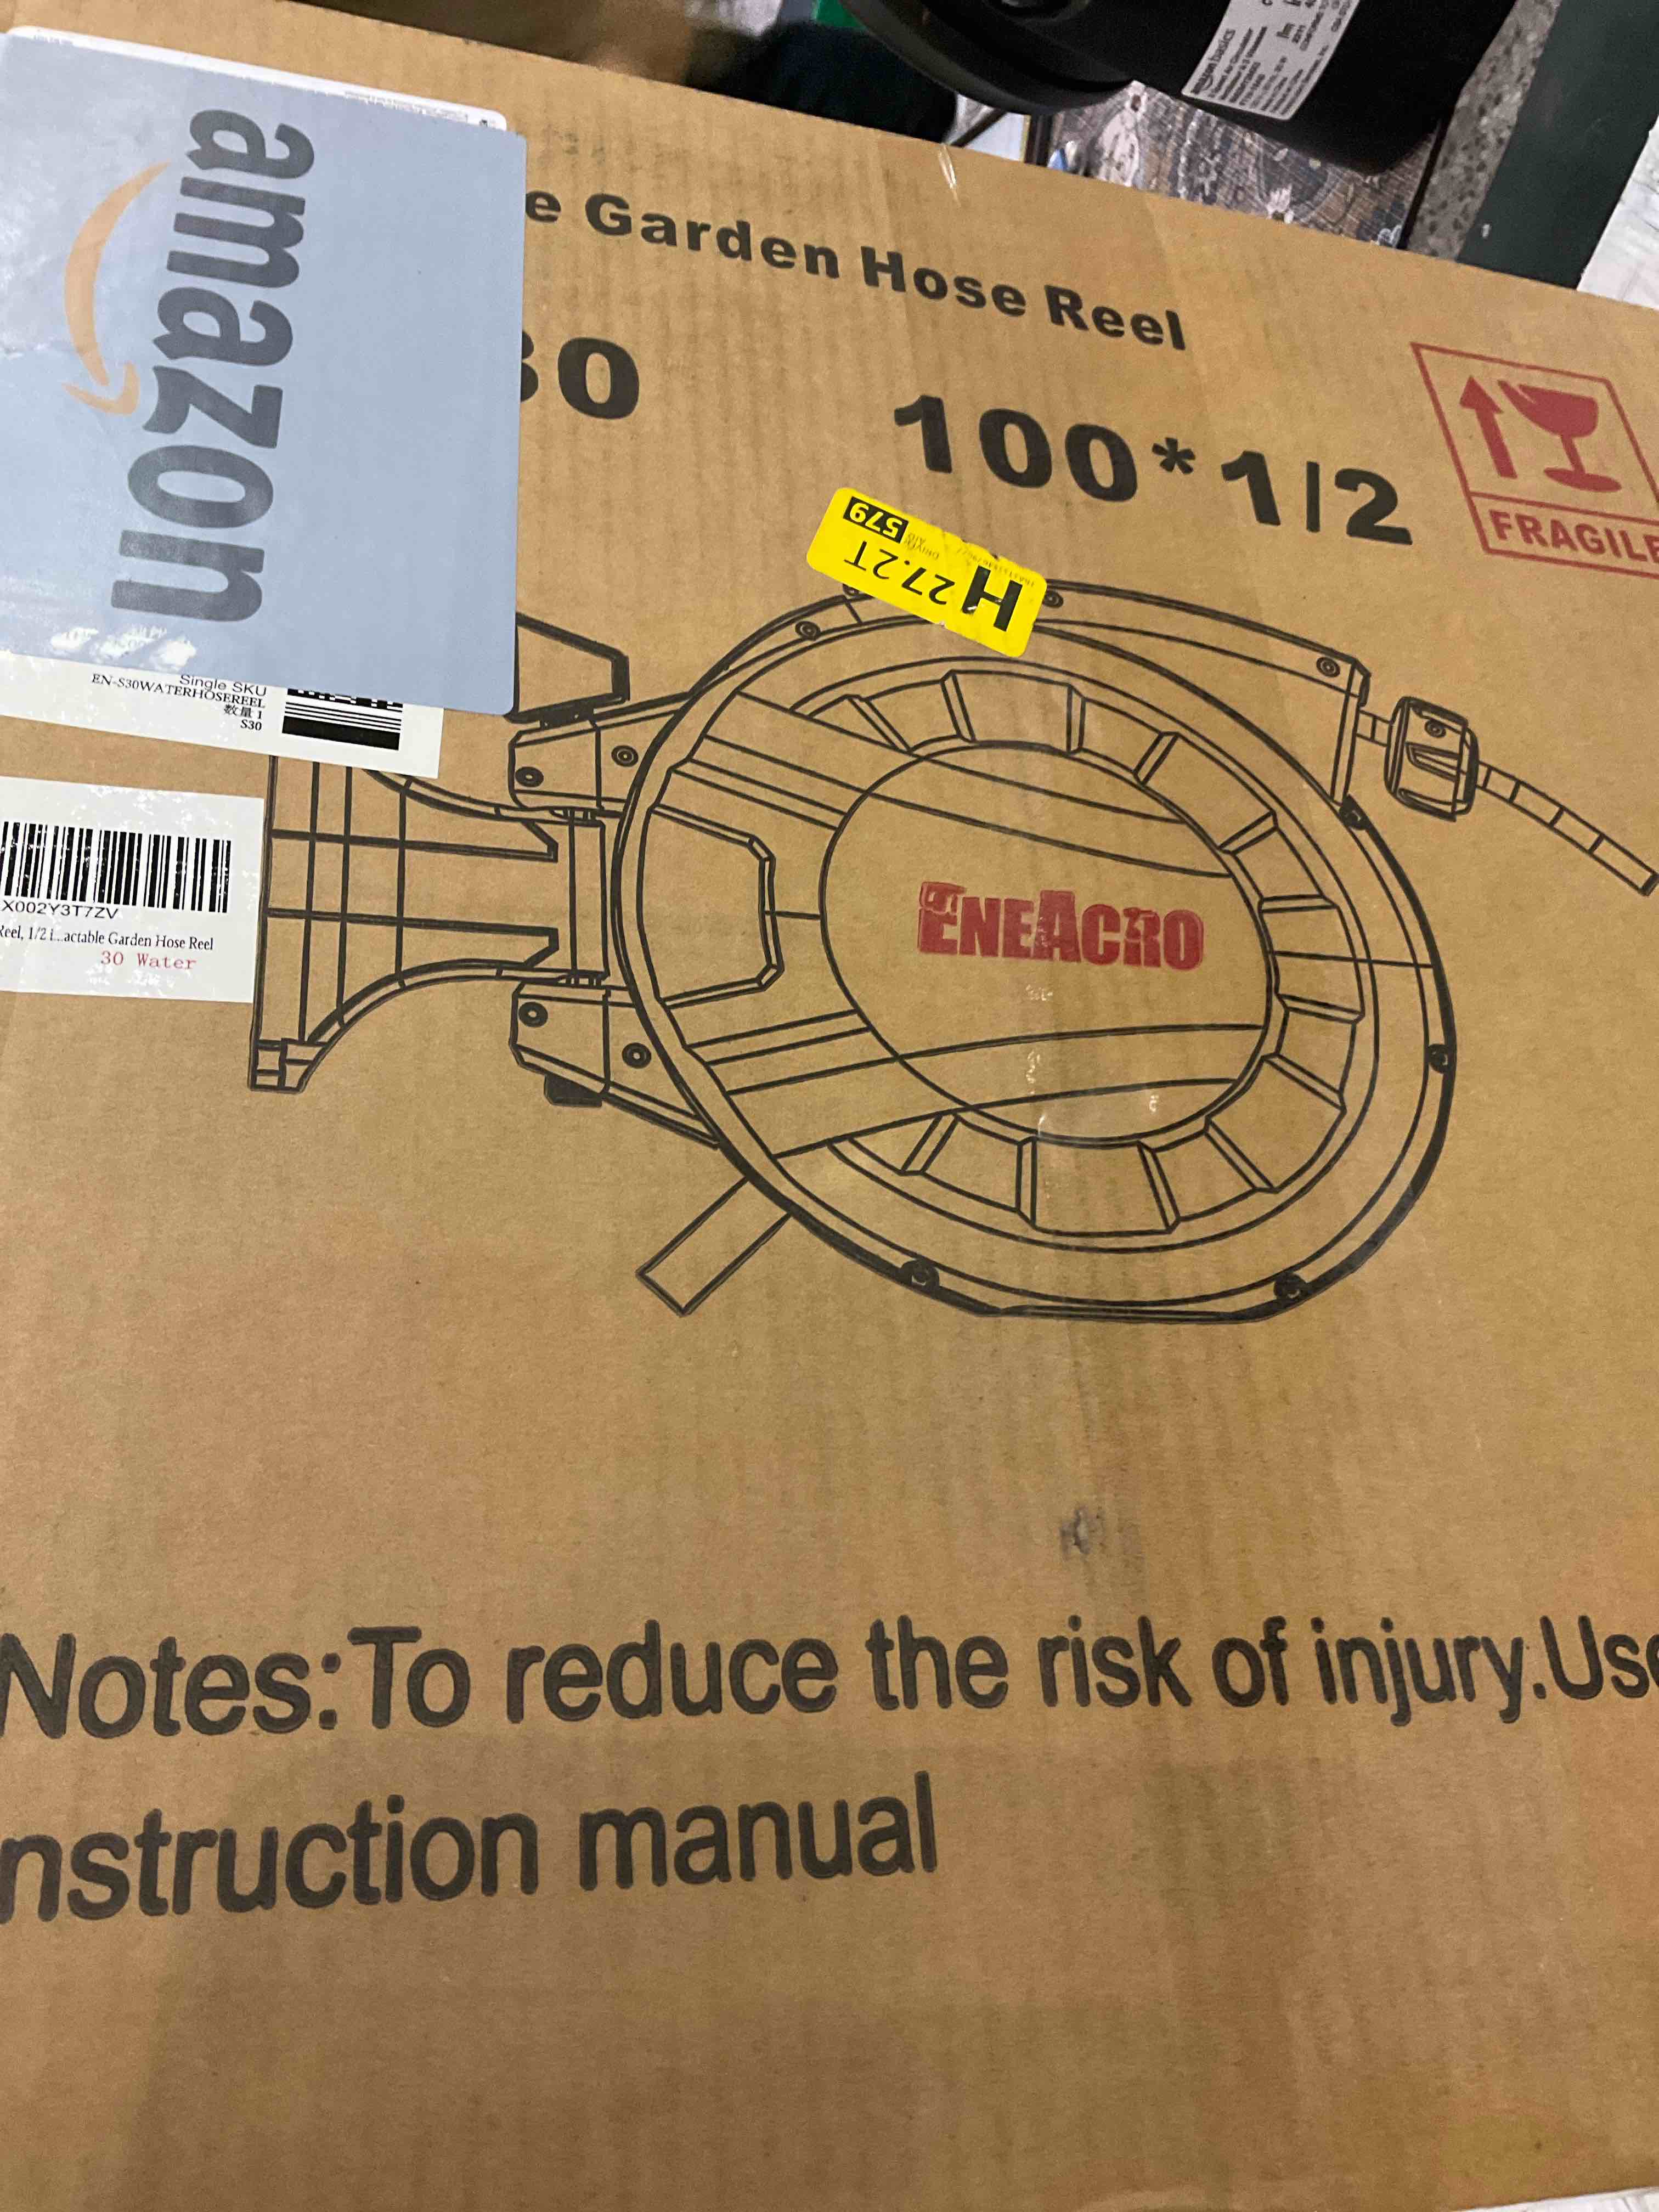 amazon
e Garden Hose Reel
30
100*1/2
FRAGILE
579
H 27.2T
Single SKU
EN-S30WATERHOSEREEL
数量 1
S30
X002Y3T7ZV
Reel, 1/2 i...actable Garden Hose Reel
30 Water
ENEACRO
Notes:To reduce the risk of injury.Use
nstruction manual
amazon basics